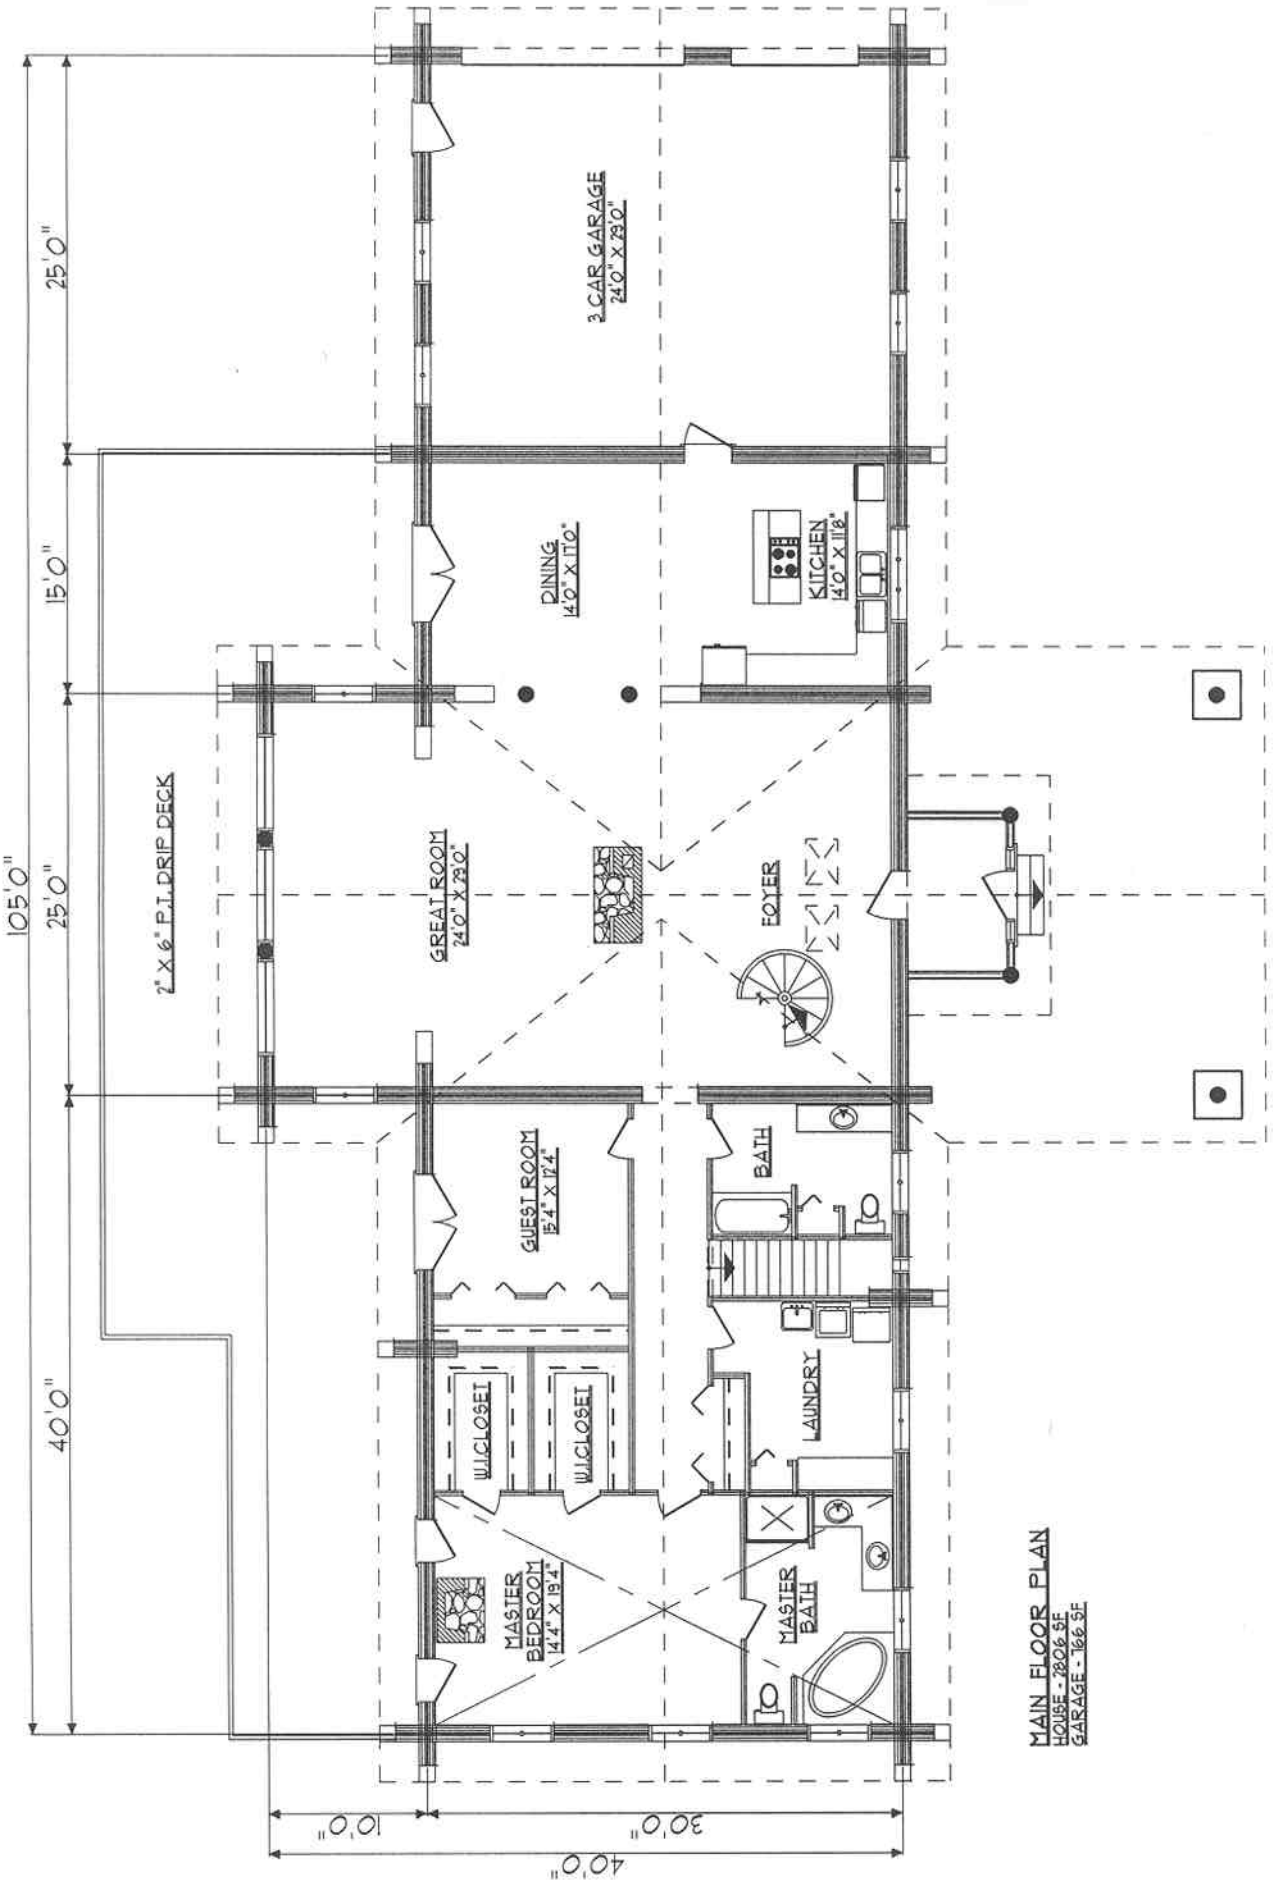 105'0"
40'0"
25'0"
15'0"
25'0"
2" X 6" P.T. DRIP DECK
10'0"
30'0"
40'0"
GREAT ROOM
24'0" X 29'0"
DINING
14'0" X 17'0"
3 CAR GARAGE
24'0" X 29'0"
GUEST ROOM
15'4" X 12'4"
W.I.CLOSET
W.I.CLOSET
MASTER
BEDROOM
14'4" X 19'4"
FOYER
KITCHEN
14'0" X 11'8"
BATH
LAUNDRY
MASTER
BATH
MAIN FLOOR PLAN
HOUSE - 2806 SF
GARAGE - 766 SF